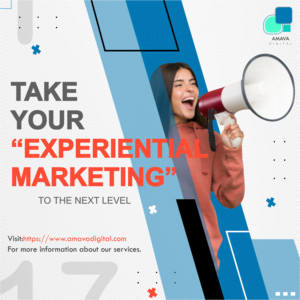 AMAVA
DIGITAL
TAKE
YOUR
“EXPERIENTIAL
MARKETING”
TO THE NEXT LEVEL
Visit:https://www.amavadigital.com
For more information about our services.
17